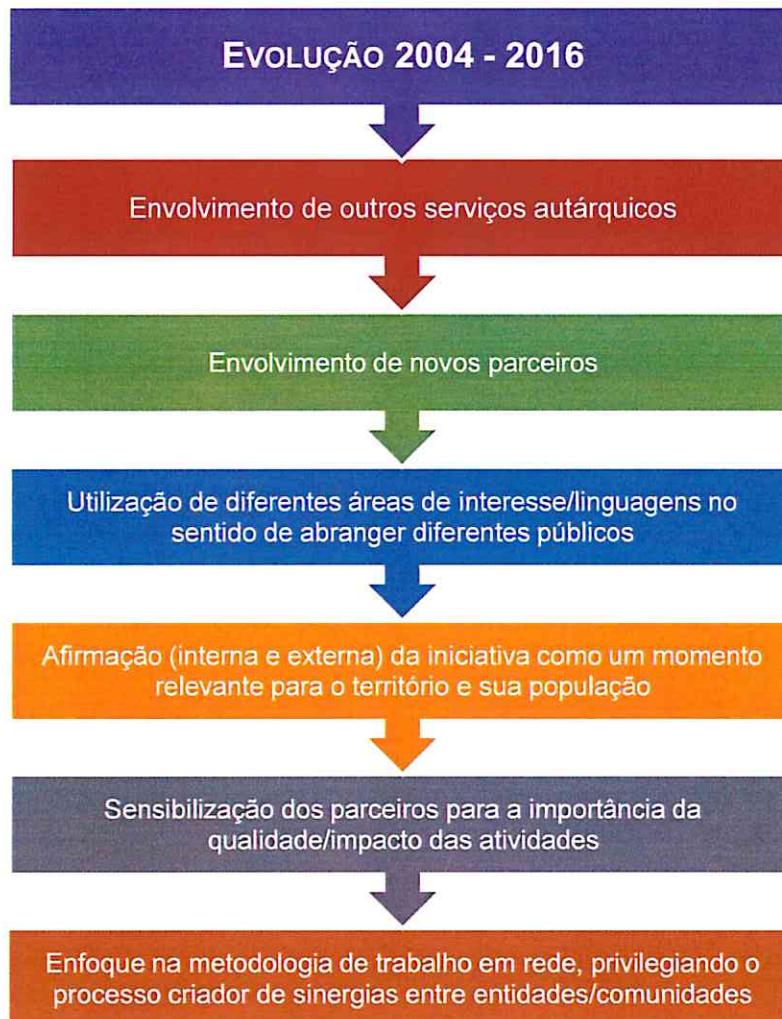 EVOLUÇÃO 2004 - 2016
Envolvimento de outros serviços autárquicos
Envolvimento de novos parceiros
Utilização de diferentes áreas de interesse/linguagens no
sentido de abranger diferentes públicos
Afirmação (interna e externa) da iniciativa como um momento
relevante para o território e sua população
Sensibilização dos parceiros para a importância da
qualidade/impacto das atividades
Enfoque na metodologia de trabalho em rede, privilegiando o
processo criador de sinergias entre entidades/comunidades